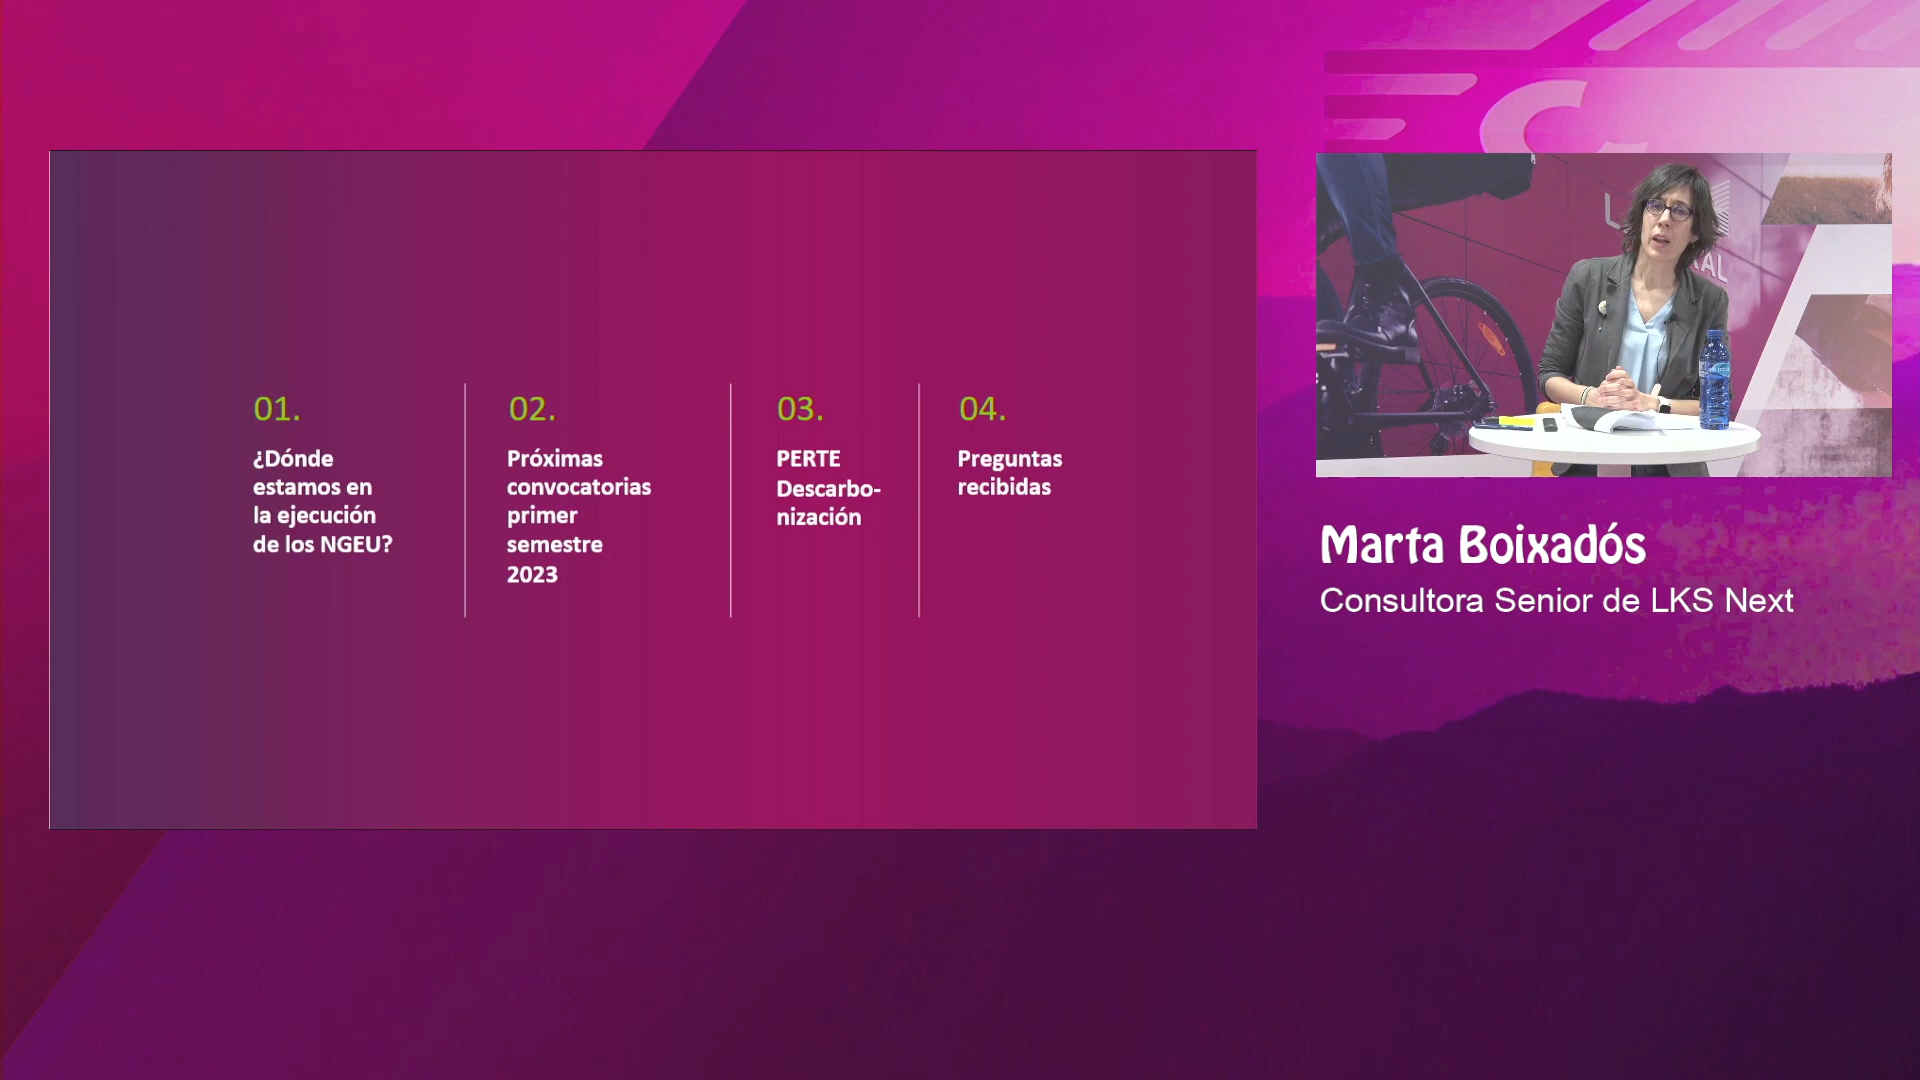 01.
¿Dónde
estamos en
la ejecución
de los NGEU?
02.
Próximas
convocatorias
primer
semestre
2023
03.
PERTE
Descarbo-
nización
04.
Preguntas
recibidas
Marta Boixadós
Consultora Senior de LKS Next